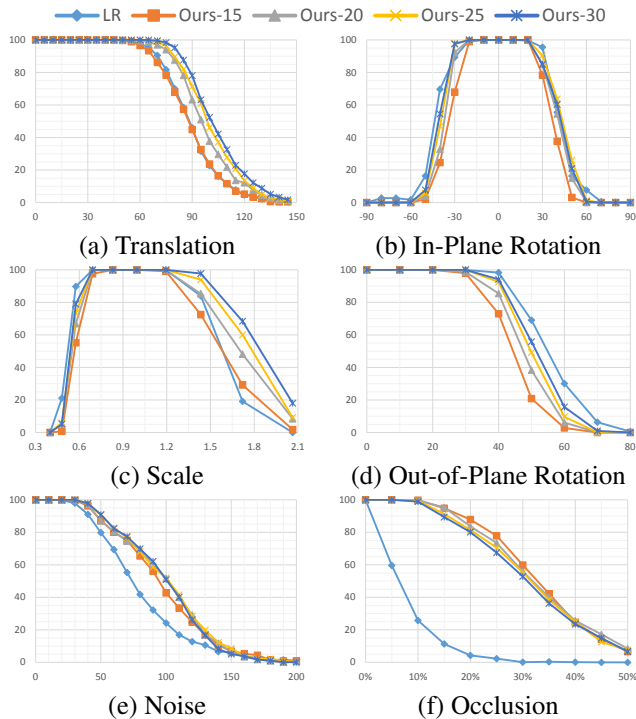 LR Ours-15 Ours-20 Ours-25 Ours-30
100
80
60
40
20
0
0 30 60 90 120 150
(a) Translation
100
80
60
40
20
0
-90 -60 -30 0 30 60 90
(b) In-Plane Rotation
100
80
60
40
20
0
0.3 0.6 0.9 1.2 1.5 1.8 2.1
(c) Scale
100
80
60
40
20
0
0 20 40 60 80
(d) Out-of-Plane Rotation
100
80
60
40
20
0
0 50 100 150 200
(e) Noise
100
80
60
40
20
0
0% 10% 20% 30% 40% 50%
(f) Occlusion